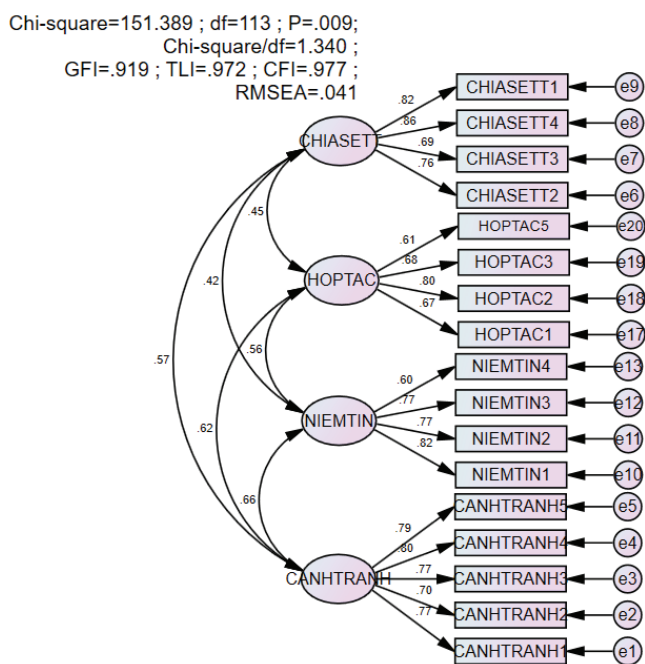 Chi-square=151.389 ; df=113 ; P=.009;
Chi-square/df=1.340 ;
GFI=.919 ; TLI=.972 ; CFI=.977 ;
RMSEA=.041
CHIASETT
.82
CHIASETT1
e9
.86
CHIASETT4
e8
.69
CHIASETT3
e7
.76
CHIASETT2
e6
.45
.42
.57
HOPTAC
.61
HOPTAC5
e20
.68
HOPTAC3
e19
.80
HOPTAC2
e18
.67
HOPTAC1
e17
.56
.62
NIEMTIN
.60
NIEMTIN4
e13
.77
NIEMTIN3
e12
.77
NIEMTIN2
e11
.82
NIEMTIN1
e10
.66
CANHTRANH
.79
CANHTRANH5
e5
.80
CANHTRANH4
e4
.77
CANHTRANH3
e3
.70
CANHTRANH2
e2
.77
CANHTRANH1
e1